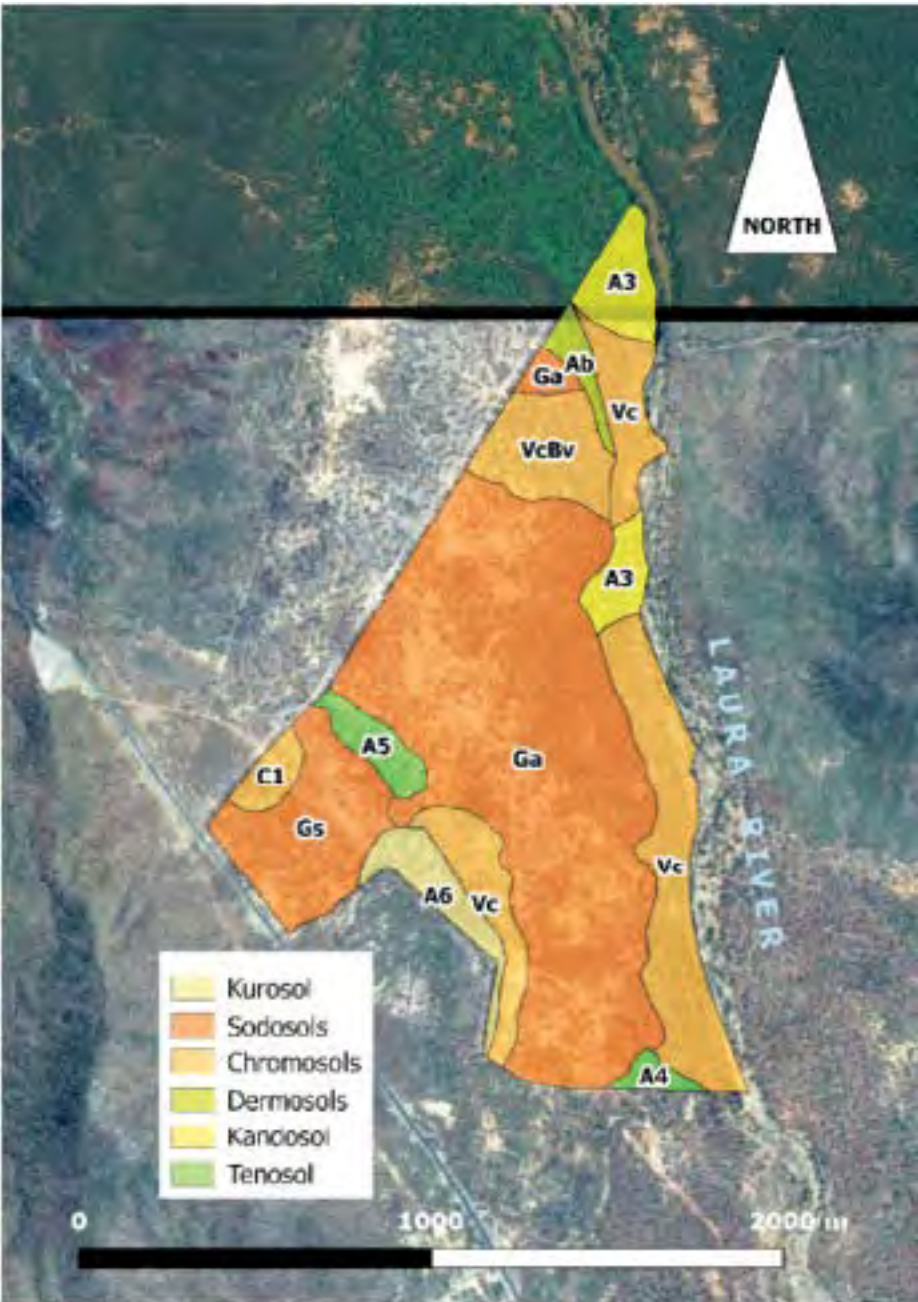 NORTH
A3
Ab
Ga
Vc
VcBv
A3
LAURA RIVER
A5
Ga
C1
Gs
Vc
A6
Vc
A4
Kurosol
Sodosols
Chromosols
Dermosols
Kandosol
Tenosol
0 1000 2000 m